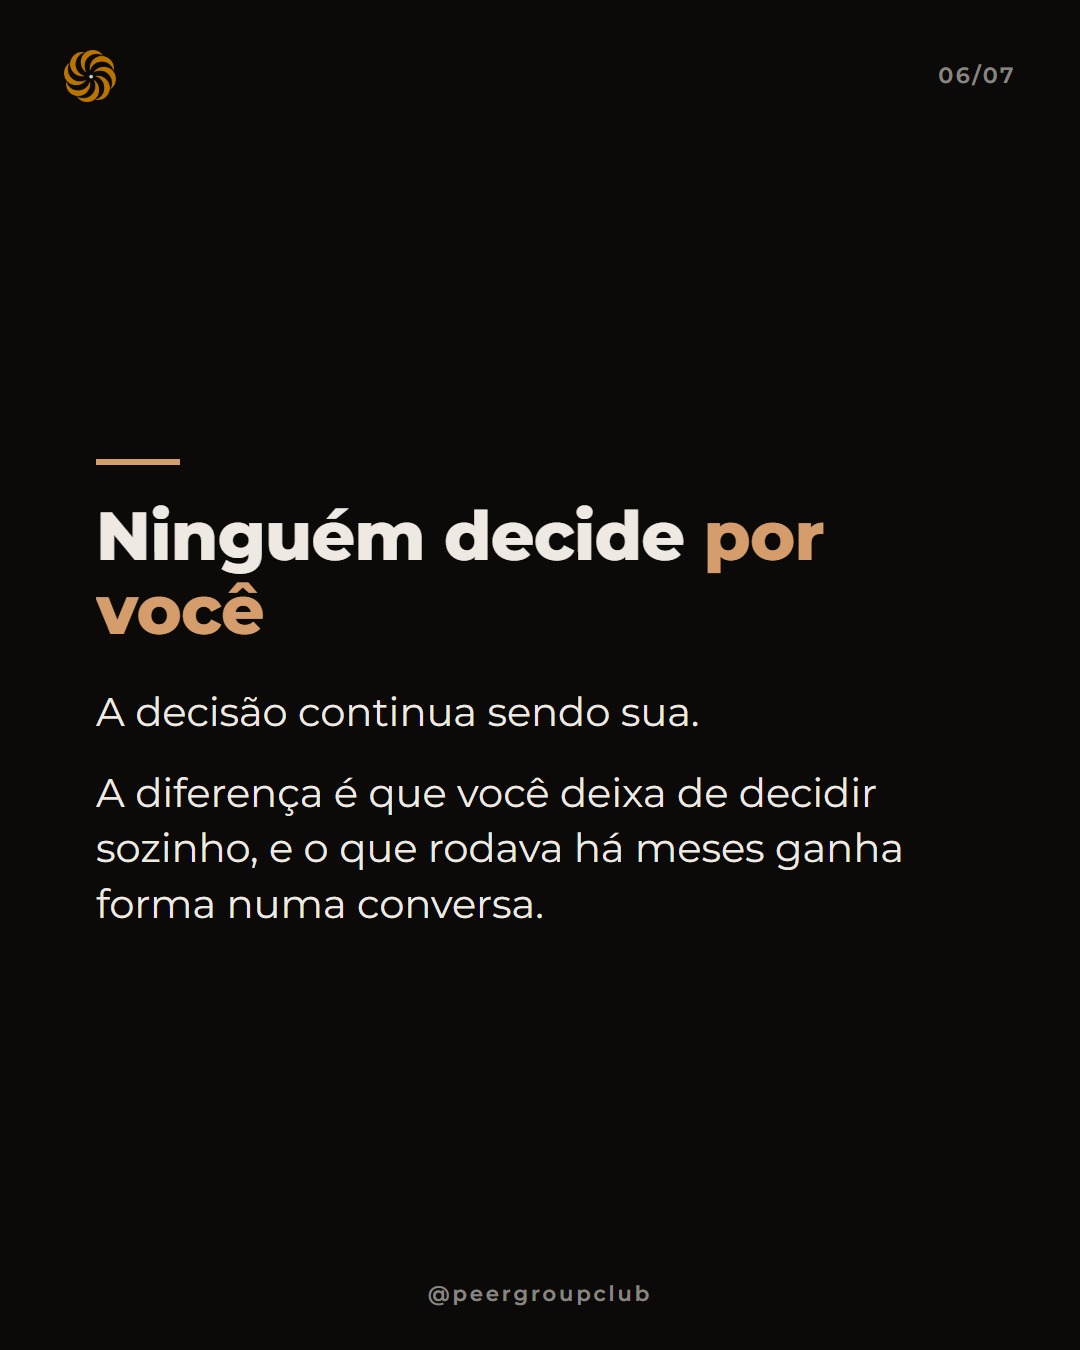 06/07
Ninguém decide por
você
A decisão continua sendo sua.
A diferença é que você deixa de decidir
sozinho, e o que rodava há meses ganha
forma numa conversa.
@peergroupclub